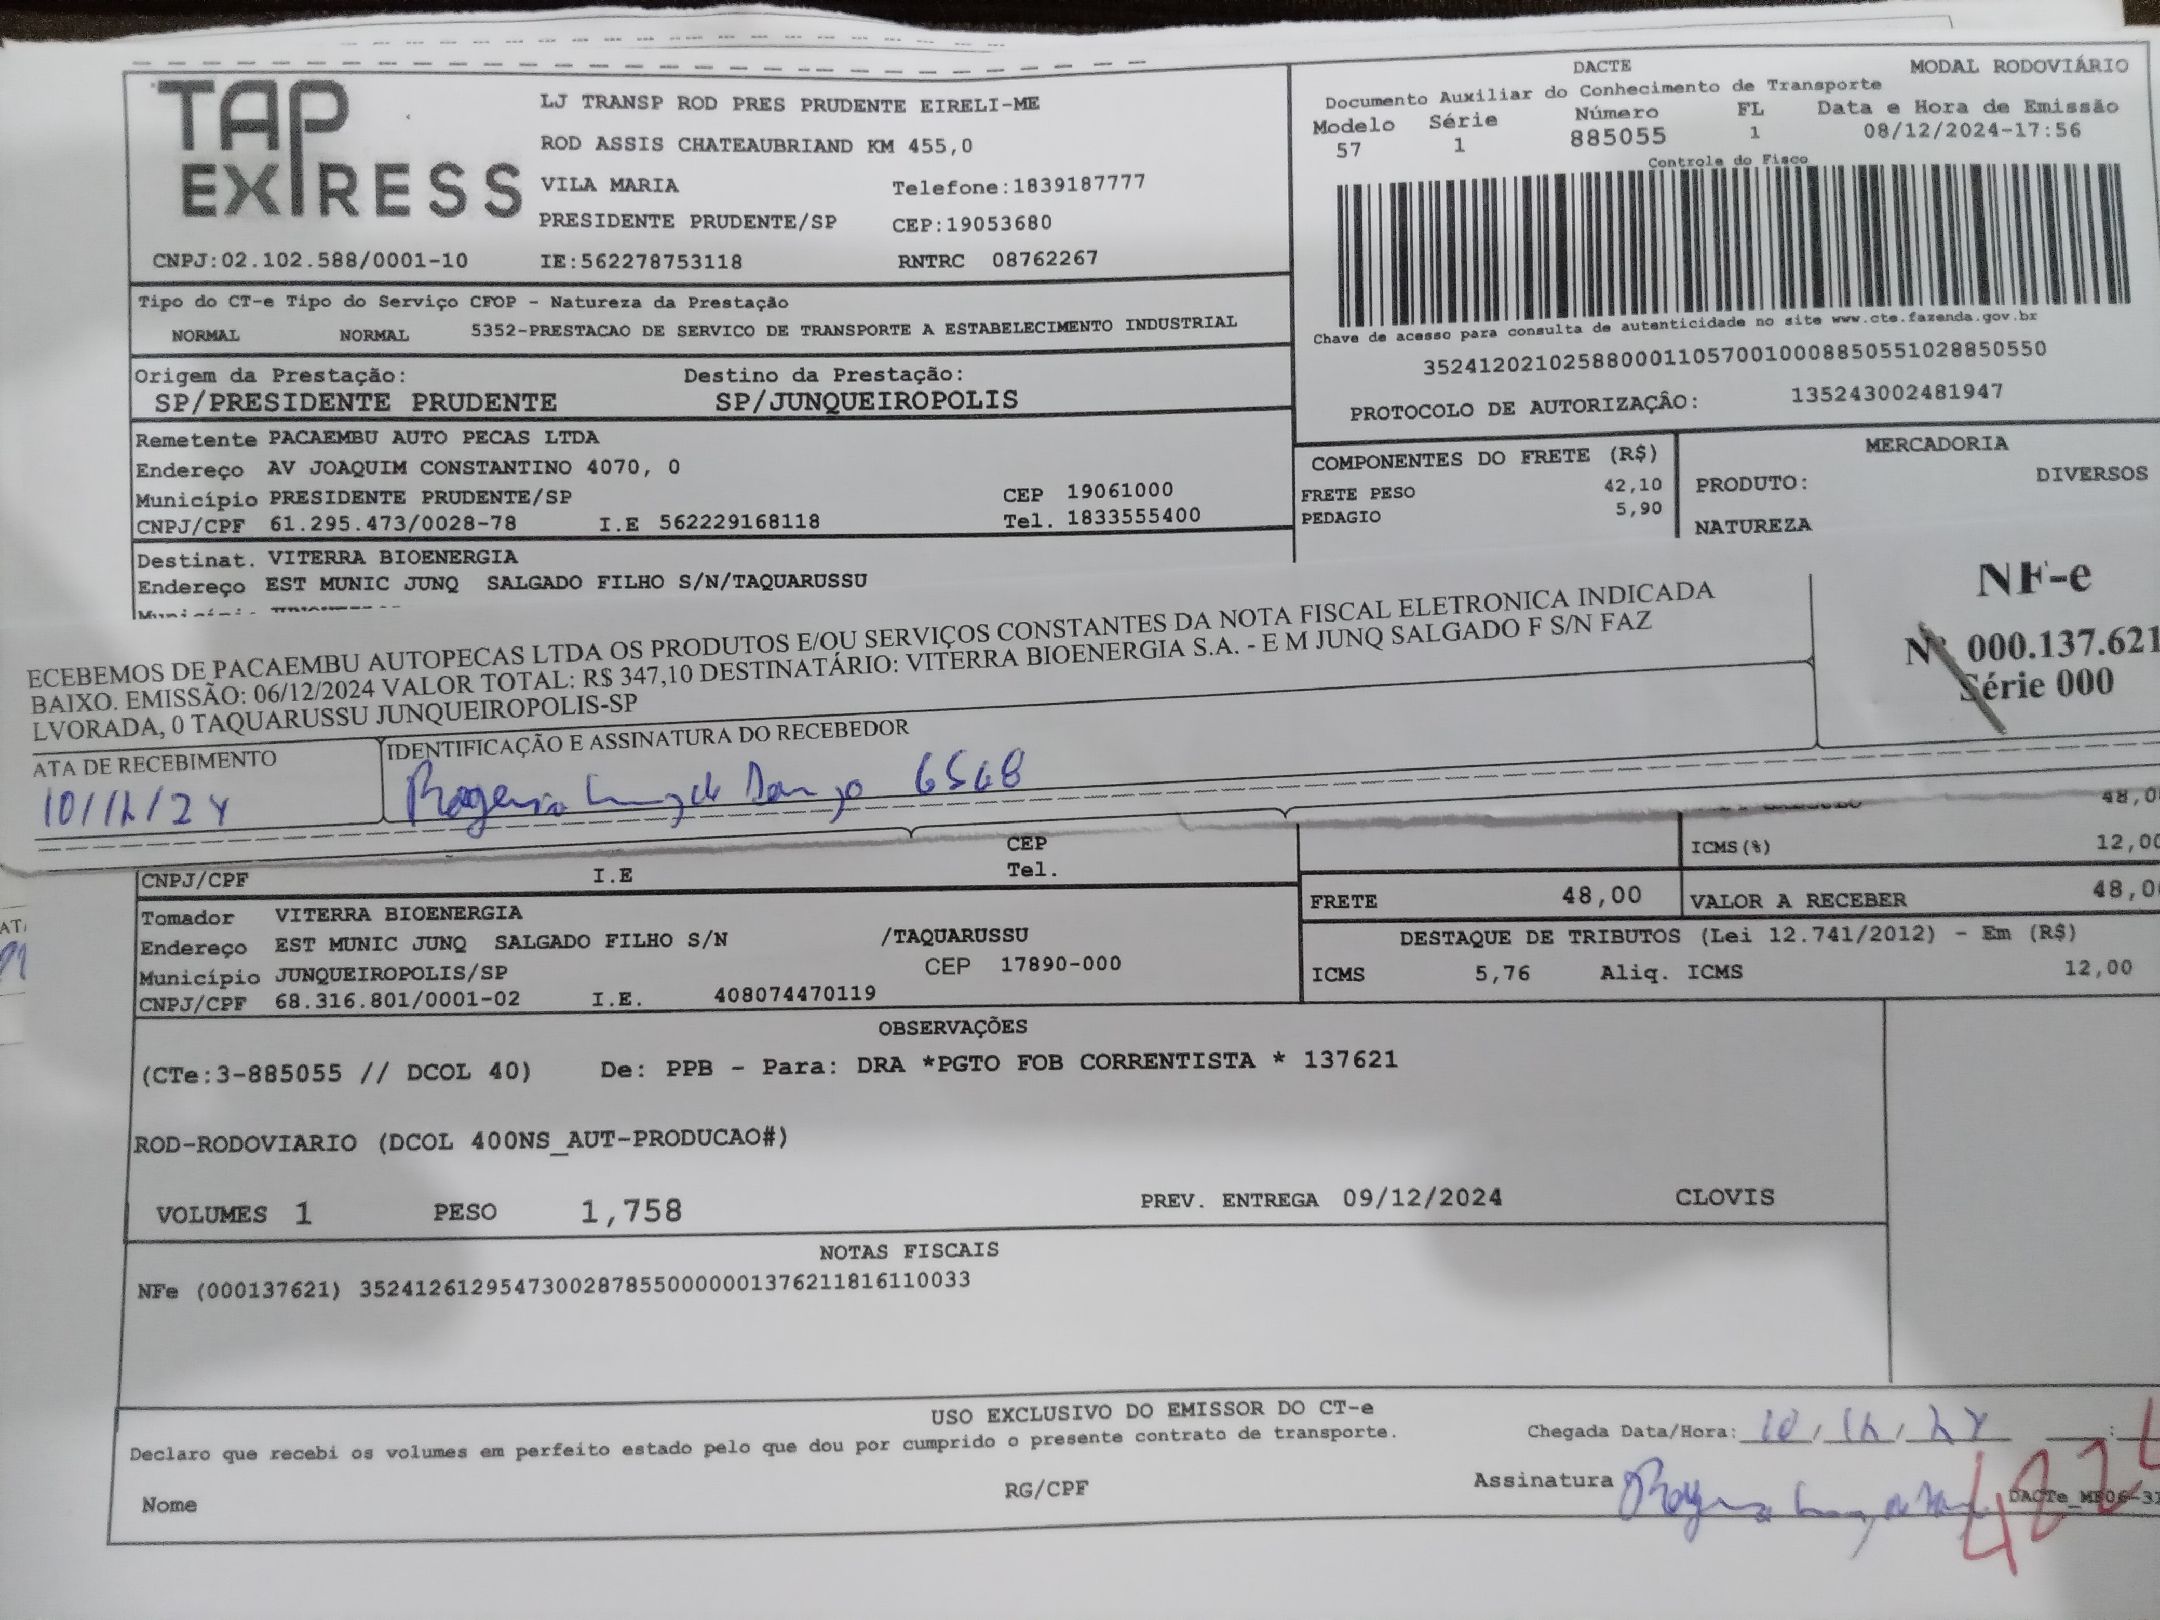 TAP EXPRESS
LJ TRANSP ROD PRES PRUDENTE EIRELI-ME
ROD ASSIS CHATEAUBRIAND KM 455,0
VILA MARIA Telefone:1839187777
PRESIDENTE PRUDENTE/SP CEP:19053680
CNPJ:02.102.588/0001-10 IE:562278753118 RNTRC 08762267
DACTE MODAL RODOVIÁRIO
Documento Auxiliar do Conhecimento de Transporte
Modelo Série Número FL Data e Hora de Emissão
57 1 885055 1 08/12/2024-17:56
Controle do Fisco
Chave de acesso para consulta de autenticidade no site www.cte.fazenda.gov.br
35241202102588000110570010008850551028850550
PROTOCOLO DE AUTORIZAÇÂO: 135243002481947
Tipo do CT-e Tipo do Serviço CFOP - Natureza da Prestação
NORMAL NORMAL 5352-PRESTACAO DE SERVICO DE TRANSPORTE A ESTABELECIMENTO INDUSTRIAL
Origem da Prestação: Destino da Prestação:
SP/PRESIDENTE PRUDENTE SP/JUNQUEIROPOLIS
Remetente PACAEMBU AUTO PECAS LTDA
Endereço AV JOAQUIM CONSTANTINO 4070, 0
Município PRESIDENTE PRUDENTE/SP CEP 19061000
CNPJ/CPF 61.295.473/0028-78 I.E 562229168118 Tel. 1833555400
COMPONENTES DO FRETE (R$) MERCADORIA
FRETE PESO 42,10 PRODUTO: DIVERSOS
PEDAGIO 5,90 NATUREZA
Destinat. VITERRA BIOENERGIA
Endereço EST MUNIC JUNQ SALGADO FILHO S/N/TAQUARUSSU
ECEBEMOS DE PACAEMBU AUTOPECAS LTDA OS PRODUTOS E/OU SERVIÇOS CONSTANTES DA NOTA FISCAL ELETRONICA INDICADA
BAIXO. EMISSÃO: 06/12/2024 VALOR TOTAL: R$ 347,10 DESTINATÁRIO: VITERRA BIOENERGIA S.A. - E M JUNQ SALGADO F S/N FAZ
LVORADA, 0 TAQUARUSSU JUNQUEIROPOLIS-SP
NF-e
Nº 000.137.621
Série 000
ATA DE RECEBIMENTO IDENTIFICAÇÃO E ASSINATURA DO RECEBEDOR
10/12/24 6568
48,0
CEP
ICMS(%) 12,00
CNPJ/CPF I.E Tel.
FRETE 48,00 VALOR A RECEBER 48,0
Tomador VITERRA BIOENERGIA
Endereço EST MUNIC JUNQ SALGADO FILHO S/N /TAQUARUSSU
Município JUNQUEIROPOLIS/SP CEP 17890-000
CNPJ/CPF 68.316.801/0001-02 I.E. 408074470119
DESTAQUE DE TRIBUTOS (Lei 12.741/2012) - Em (R$)
ICMS 5,76 Aliq. ICMS 12,00
OBSERVAÇÕES
(CTe:3-885055 // DCOL 40) De: PPB - Para: DRA *PGTO FOB CORRENTISTA * 137621
ROD-RODOVIARIO (DCOL 400NS_AUT-PRODUCAO#)
VOLUMES 1 PESO 1,758 PREV. ENTREGA 09/12/2024 CLOVIS
NOTAS FISCAIS
NFe (000137621) 35241261295473002878550000001376211816110033
USO EXCLUSIVO DO EMISSOR DO CT-e
Declaro que recebi os volumes em perfeito estado pelo que dou por cumprido o presente contrato de transporte.
Chegada Data/Hora: 10/12/24
Nome RG/CPF Assinatura